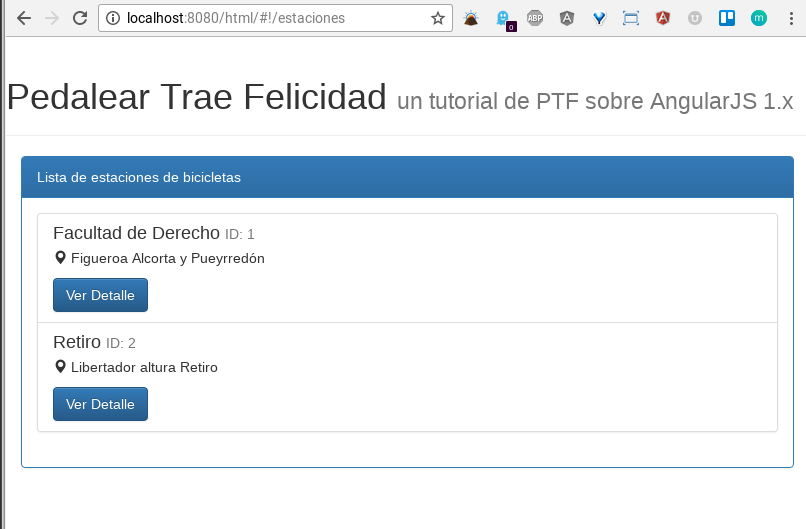 localhost:8080/html/#!/estaciones
ABP
0
m
Pedalear Trae Felicidad un tutorial de PTF sobre AngularJS 1.x
Lista de estaciones de bicicletas
Facultad de Derecho ID: 1
Figueroa Alcorta y Pueyrredón
Ver Detalle
Retiro ID: 2
Libertador altura Retiro
Ver Detalle